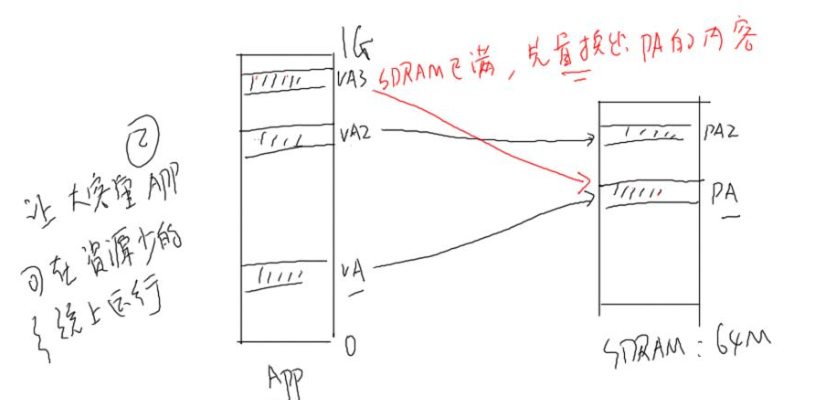 1G
VA3
SDRAM已满，先置换出PA的内容
VA2
PA2
②
让大容量APP
可在资源少的
系统上运行
PA
VA
0
SDRAM：64M
APP